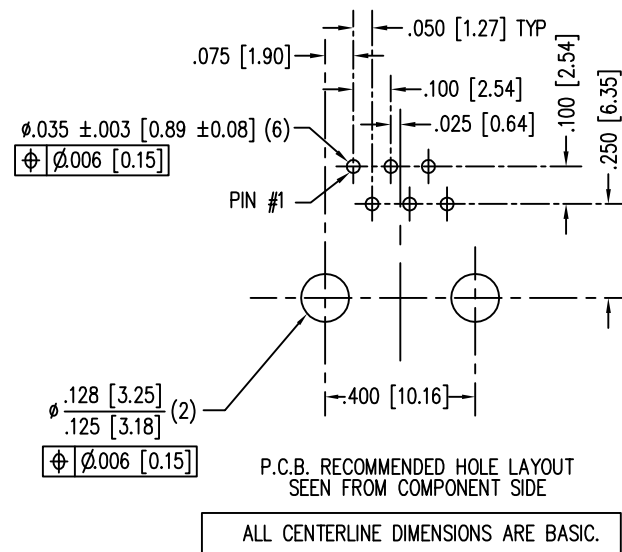 .050 [1.27] TYP
.075 [1.90]
.100 [2.54]
.025 [0.64]
.100 [2.54]
.250 [6.35]
ø.035 ±.003 [0.89 ±0.08] (6)
⌖ Ø.006 [0.15]
PIN #1
ø .128 [3.25]
.125 [3.18] (2)
⌖ Ø.006 [0.15]
.400 [10.16]
P.C.B. RECOMMENDED HOLE LAYOUT
SEEN FROM COMPONENT SIDE
ALL CENTERLINE DIMENSIONS ARE BASIC.